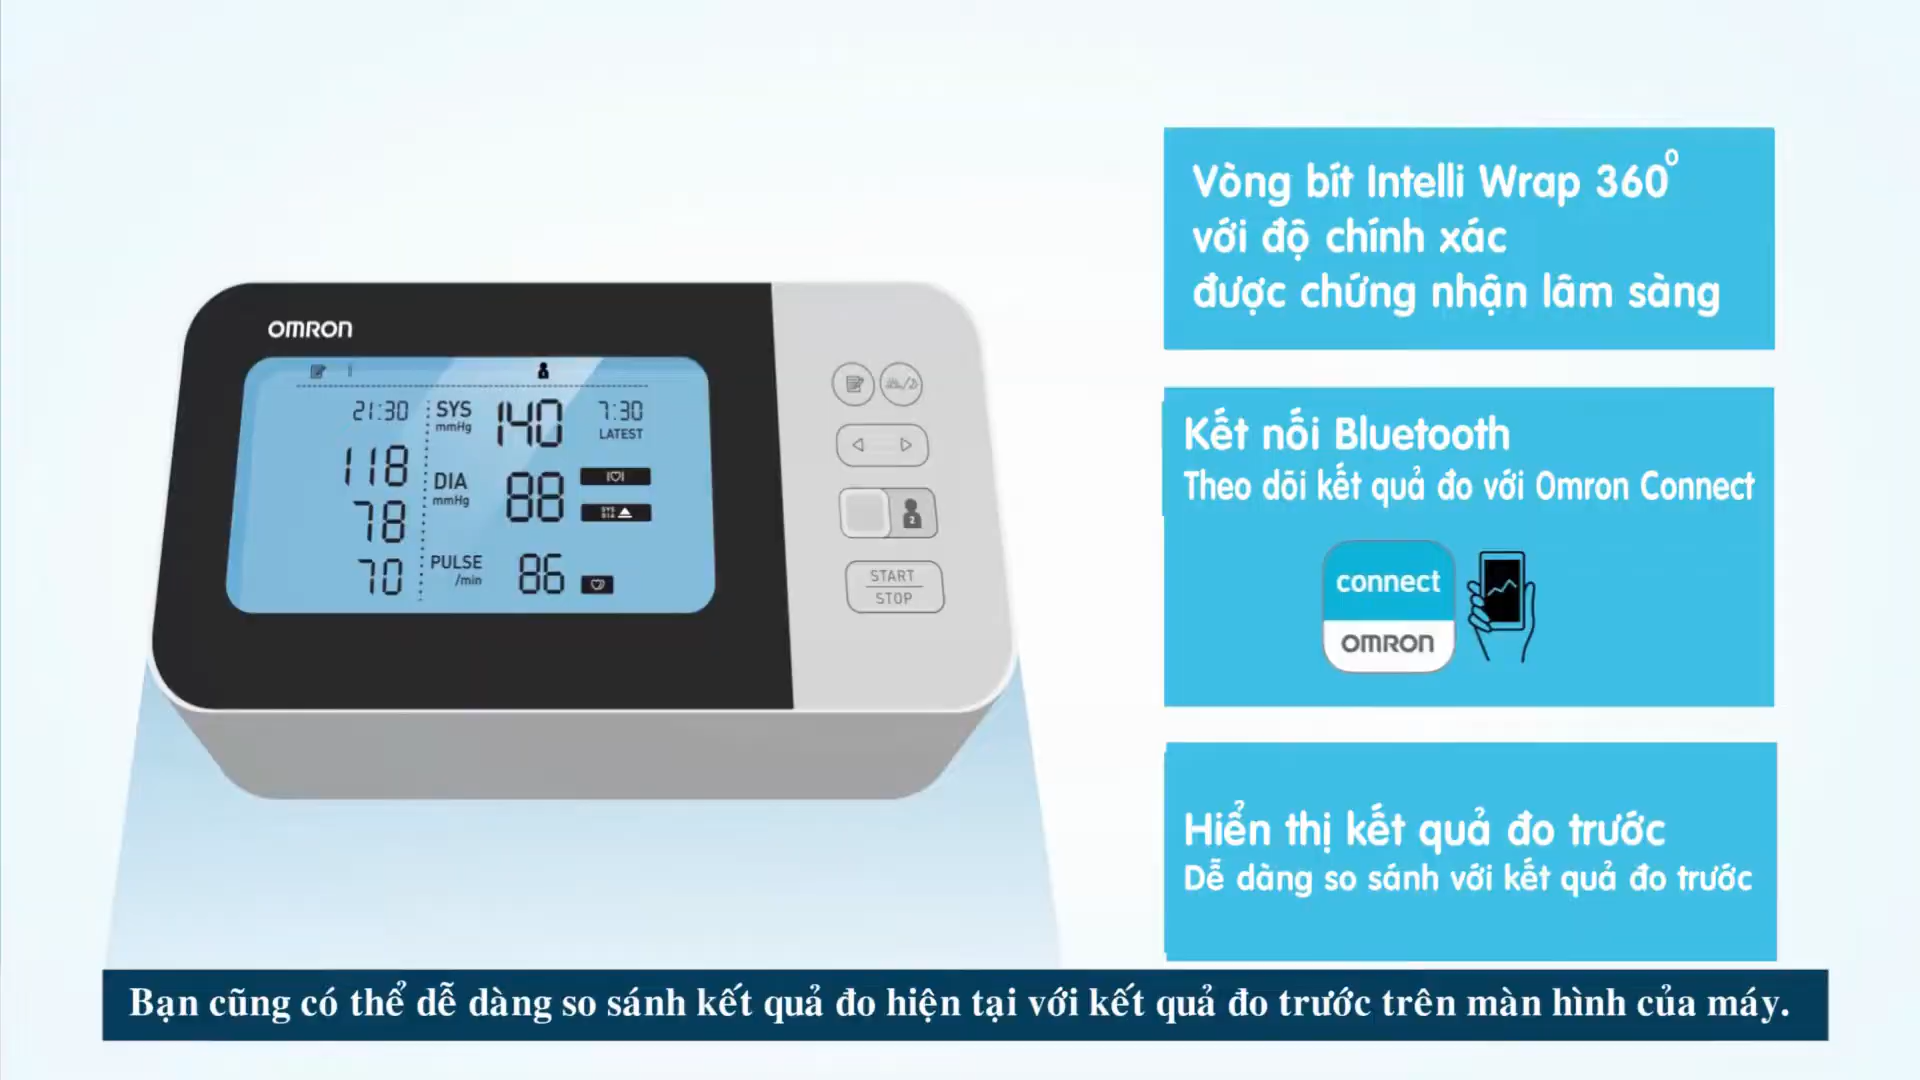 OMRON
21:30 SYS mmHg 140 7:30 LATEST
118
DIA mmHg 88
78
SYS DIA
70 PULSE /min 86
2
START
STOP
Vòng bít Intelli Wrap 360°
với độ chính xác
được chứng nhận lâm sàng
Kết nối Bluetooth
Theo dõi kết quả đo với Omron Connect
connect
OMRON
Hiển thị kết quả đo trước
Dễ dàng so sánh với kết quả đo trước
Bạn cũng có thể dễ dàng so sánh kết quả đo hiện tại với kết quả đo trước trên màn hình của máy.